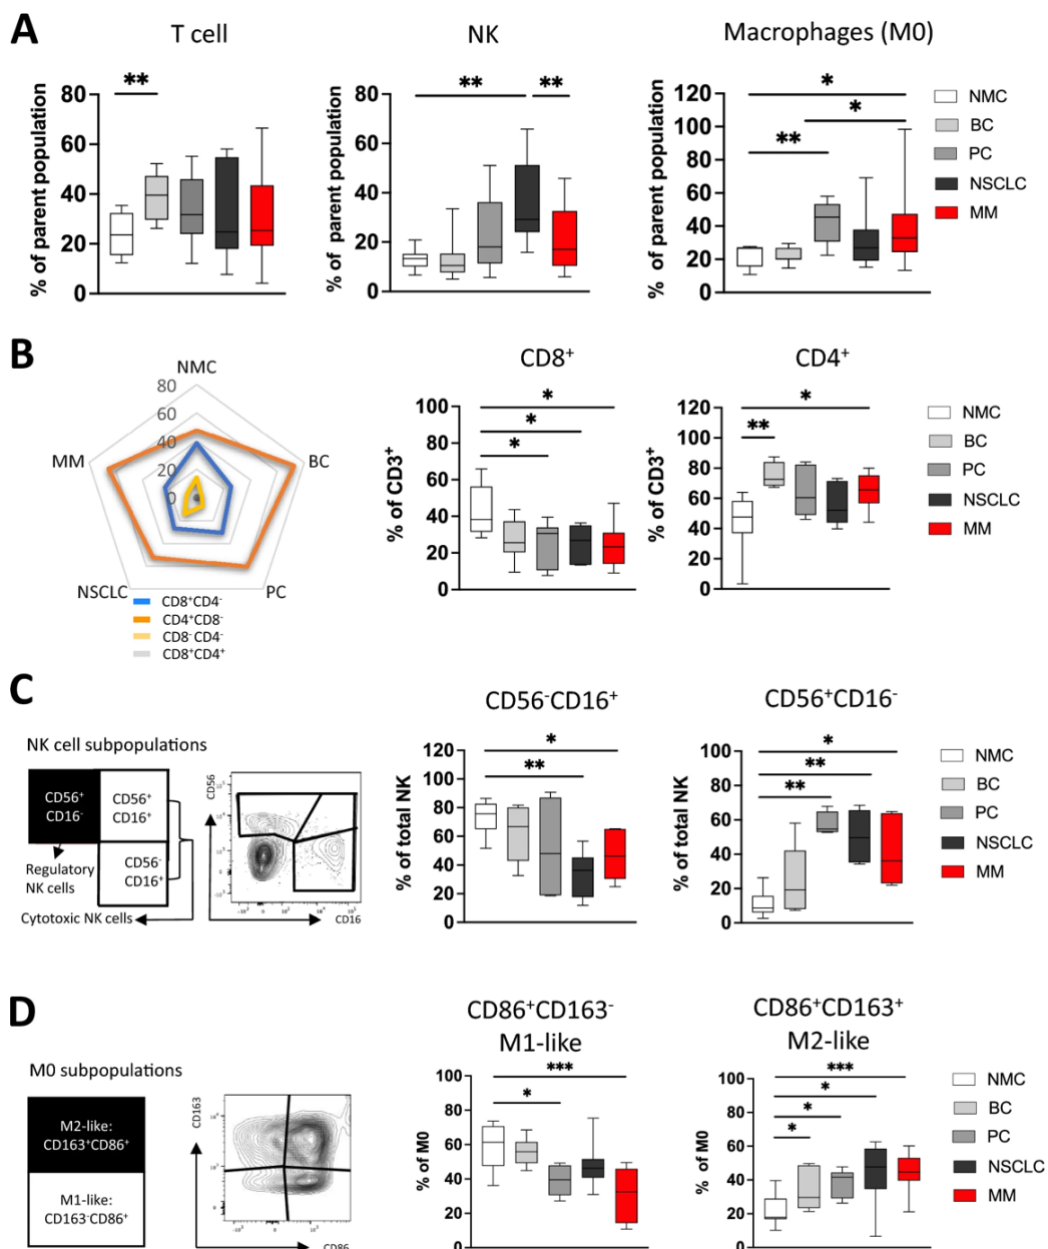 A
T cell
NK
Macrophages (M0)
% of parent population
80
60
40
20
0
**
% of parent population
80
60
40
20
0
** **
% of parent population
120
100
80
60
40
20
0
*
*
**
NMC
BC
PC
NSCLC
MM
B
NMC
BC
PC
NSCLC
MM
80
60
40
20
0
CD8⁺CD4⁻
CD4⁺CD8⁻
CD8⁻CD4⁻
CD8⁺CD4⁺
CD8⁺
% of CD3⁺
100
80
60
40
20
0
*
*
*
CD4⁺
% of CD3⁺
120
100
80
60
40
20
0
*
**
NMC
BC
PC
NSCLC
MM
C
NK cell subpopulations
CD56⁺
CD16⁻
CD56⁺
CD16⁺
CD56⁻
CD16⁺
Regulatory
NK cells
Cytotoxic NK cells
CD56
CD16
CD56⁻CD16⁺
% of total NK
120
100
80
60
40
20
0
*
**
CD56⁺CD16⁻
% of total NK
100
80
60
40
20
0
*
**
**
NMC
BC
PC
NSCLC
MM
D
M0 subpopulations
M2-like:
CD163⁺CD86⁺
M1-like:
CD163⁻CD86⁺
CD163
CD86
CD86⁺CD163⁻
M1-like
% of M0
100
80
60
40
20
0
***
*
CD86⁺CD163⁺
M2-like
% of M0
100
80
60
40
20
0
***
*
*
*
NMC
BC
PC
NSCLC
MM